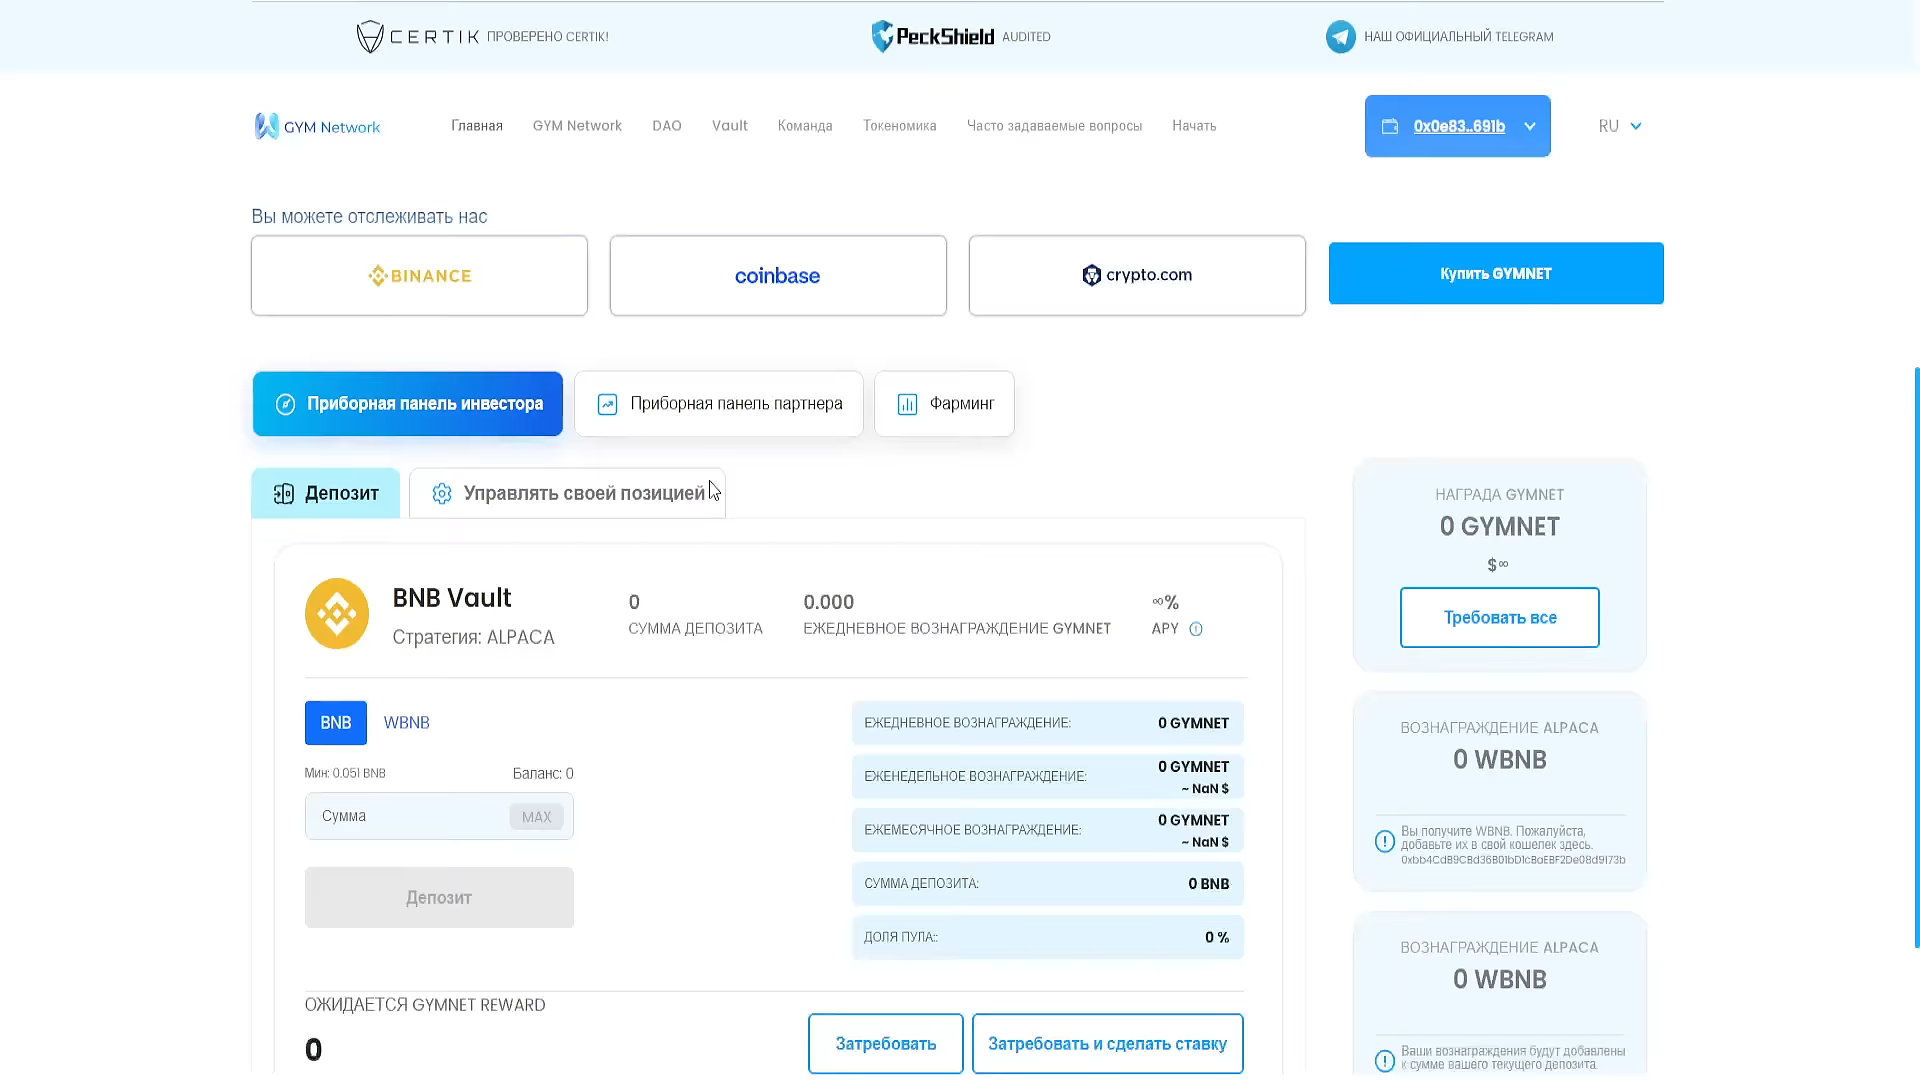 CERTIK ПРОВЕРЕНО CERTIK!
PeckShield AUDITED
НАШ ОФИЦИАЛЬНЫЙ TELEGRAM
GYM Network
Главная
GYM Network
DAO
Vault
Команда
Токеномика
Часто задаваемые вопросы
Начать
0x0e83..691b
RU
Вы можете отслеживать нас
BINANCE
coinbase
crypto.com
Купить GYMNET
Приборная панель инвестора
Приборная панель партнера
Фарминг
Депозит
Управлять своей позицией
BNB Vault
Стратегия: ALPACA
0
СУММА ДЕПОЗИТА
0.000
ЕЖЕДНЕВНОЕ ВОЗНАГРАЖДЕНИЕ GYMNET
∞%
APY
BNB
WBNB
Мин: 0.051 BNB
Баланс: 0
Сумма
MAX
Депозит
ЕЖЕДНЕВНОЕ ВОЗНАГРАЖДЕНИЕ:
0 GYMNET
ЕЖЕНЕДЕЛЬНОЕ ВОЗНАГРАЖДЕНИЕ:
0 GYMNET
~ NaN $
ЕЖЕМЕСЯЧНОЕ ВОЗНАГРАЖДЕНИЕ:
0 GYMNET
~ NaN $
СУММА ДЕПОЗИТА:
0 BNB
ДОЛЯ ПУЛА::
0 %
ОЖИДАЕТСЯ GYMNET REWARD
0
Затребовать
Затребовать и сделать ставку
НАГРАДА GYMNET
0 GYMNET
$∞
Требовать все
ВОЗНАГРАЖДЕНИЕ ALPACA
0 WBNB
Вы получите WBNB. Пожалуйста,
добавьте их в свой кошелек здесь.
0xbb4CdB9CBd36B01bD1cBaEBF2De08d9173b
ВОЗНАГРАЖДЕНИЕ ALPACA
0 WBNB
Ваши вознаграждения будут добавлены
к сумме вашего текущего депозита.